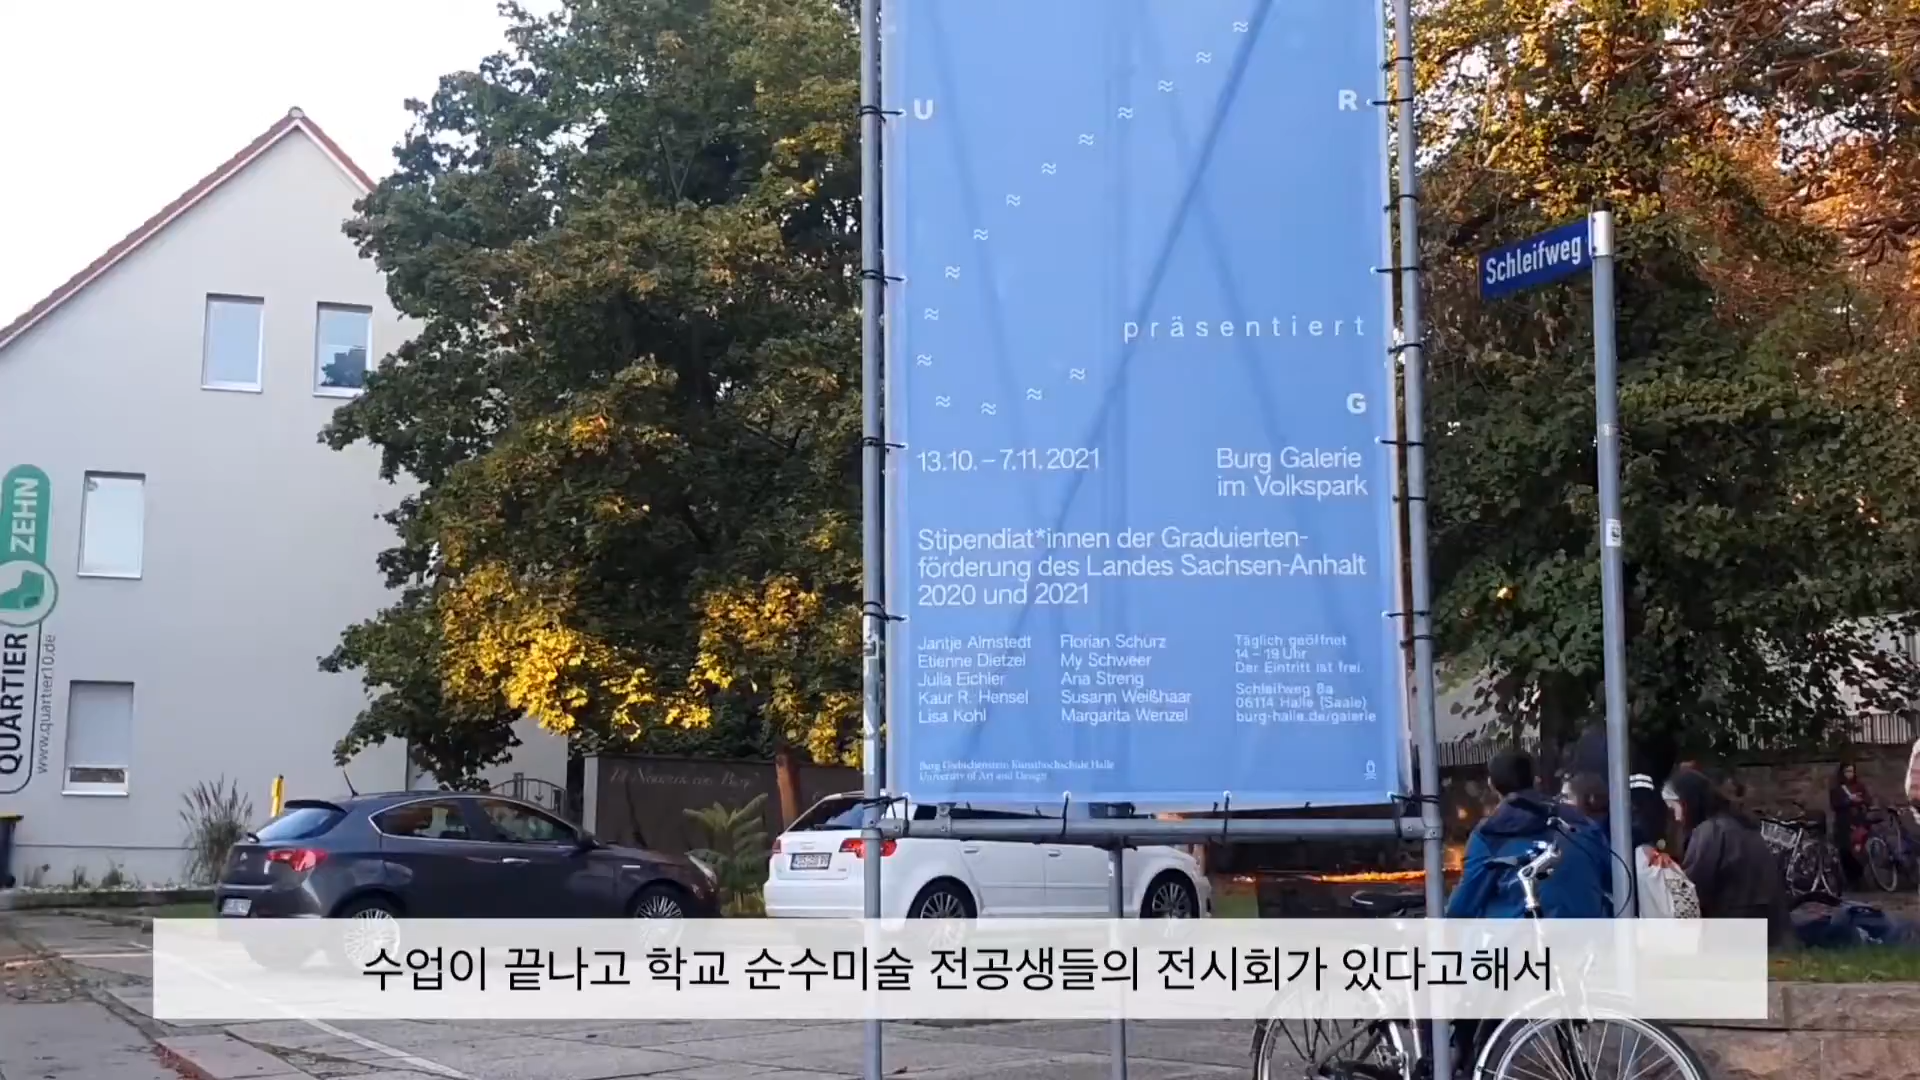 U
R
präsentiert
G
13.10. – 7.11.2021
Burg Galerie
im Volkspark
Stipendiat*innen der Graduierten-
förderung des Landes Sachsen-Anhalt
2020 und 2021
Jantje Almstedt
Etienne Dietzel
Julia Eichler
Kaur R. Hensel
Lisa Kohl
Florian Schurz
My Schweer
Ana Streng
Susann Weißhaar
Margarita Wenzel
Täglich geöffnet
14 – 19 Uhr
Der Eintritt ist frei.
Schleifweg 8a
06114 Halle (Saale)
burg-halle.de/galerie
Burg Giebichenstein Kunsthochschule Halle
University of Art and Design
Schleifweg
QUARTIER ZEHN
www.quartier10.de
수업이 끝나고 학교 순수미술 전공생들의 전시회가 있다고해서